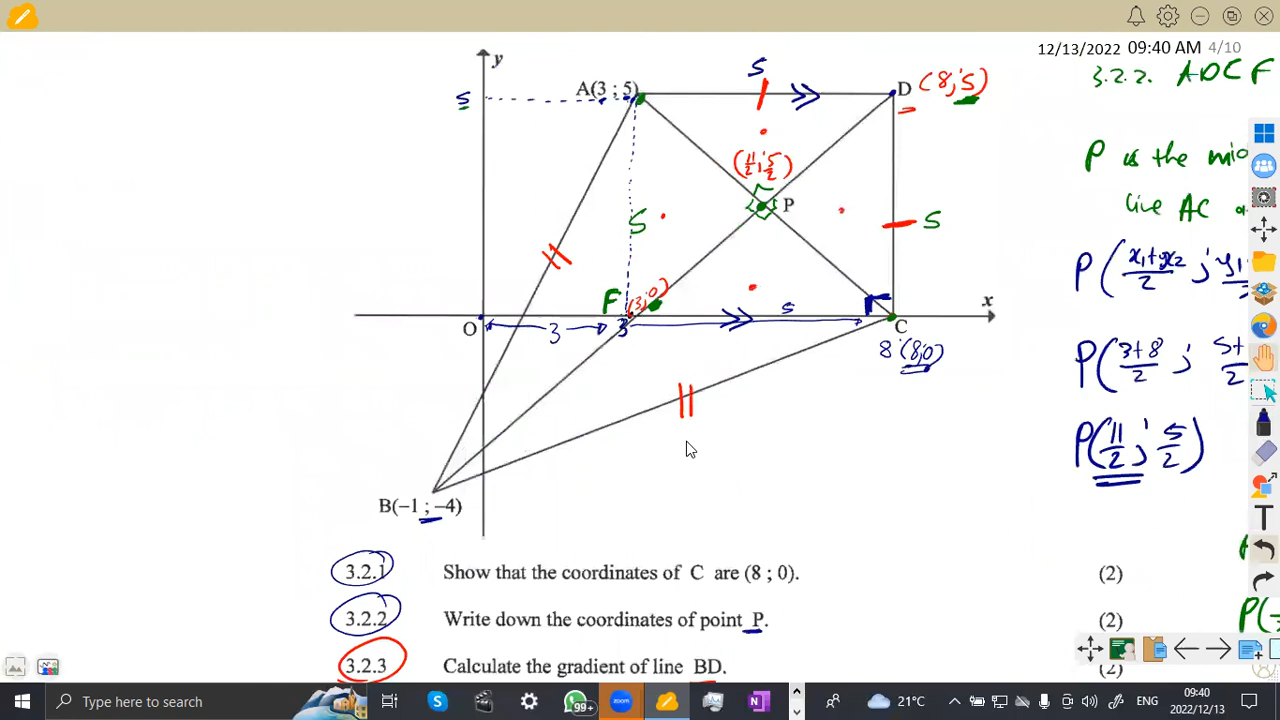 12/13/2022 09:40 AM 4/10
y
3.2.2. ADCF
S
A(3 ; 5)
D (8;5)
5
(11/2;5/2)
P is the mid
P
line AC
5
S
P(x1+x2/2 ;
F (3;0)
x
O
3
3
s
C
8 (8;0)
P(3+8/2 ; 5+/2
P(11/2 ; 5/2)
B(−1 ; −4)
3.2.1 Show that the coordinates of C are (8 ; 0). (2)
3.2.2 Write down the coordinates of point P. (2)
3.2.3 Calculate the gradient of line BD. (2)
T
P(-
Type here to search
99+
21°C
ENG
09:40
2022/12/13